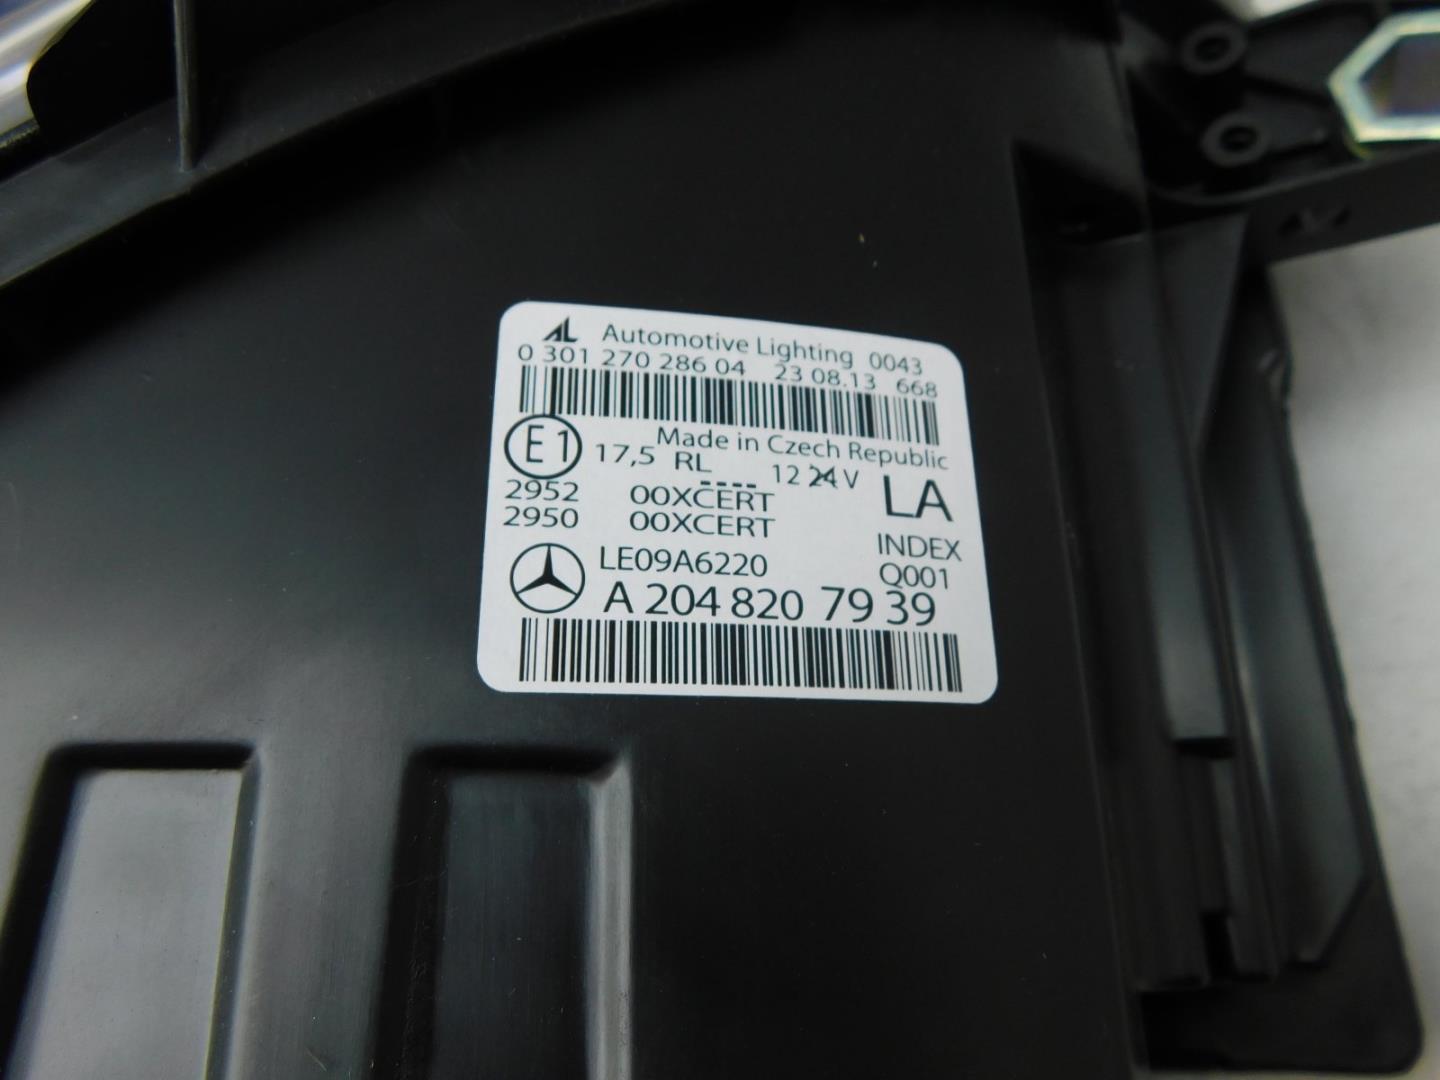 AL Automotive Lighting 0043
0 301 270 286 04 23 08.13 668
Made in Czech Republic
E1 17,5 RL 12 24 V
2952 00XCERT LA
2950 00XCERT
INDEX
LE09A6220 Q001
A 204 820 79 39